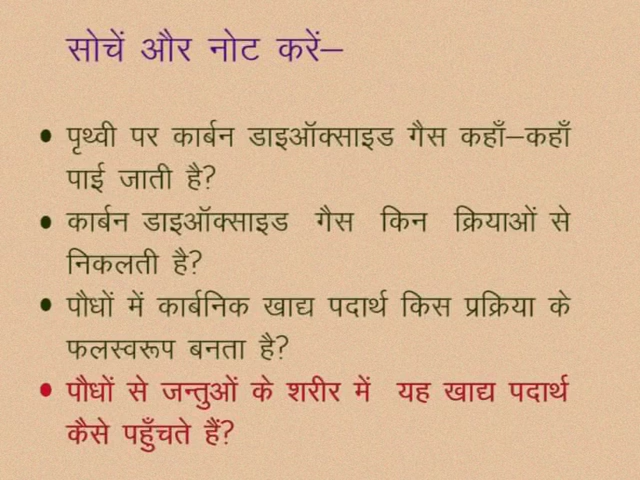 सोचें और नोट करें–
• पृथ्वी पर कार्बन डाइऑक्साइड गैस कहाँ–कहाँ
पाई जाती है?
• कार्बन डाइऑक्साइड गैस किन क्रियाओं से
निकलती है?
• पौधों में कार्बनिक खाद्य पदार्थ किस प्रक्रिया के
फलस्वरूप बनता है?
• पौधों से जन्तुओं के शरीर में यह खाद्य पदार्थ
कैसे पहुँचते हैं?